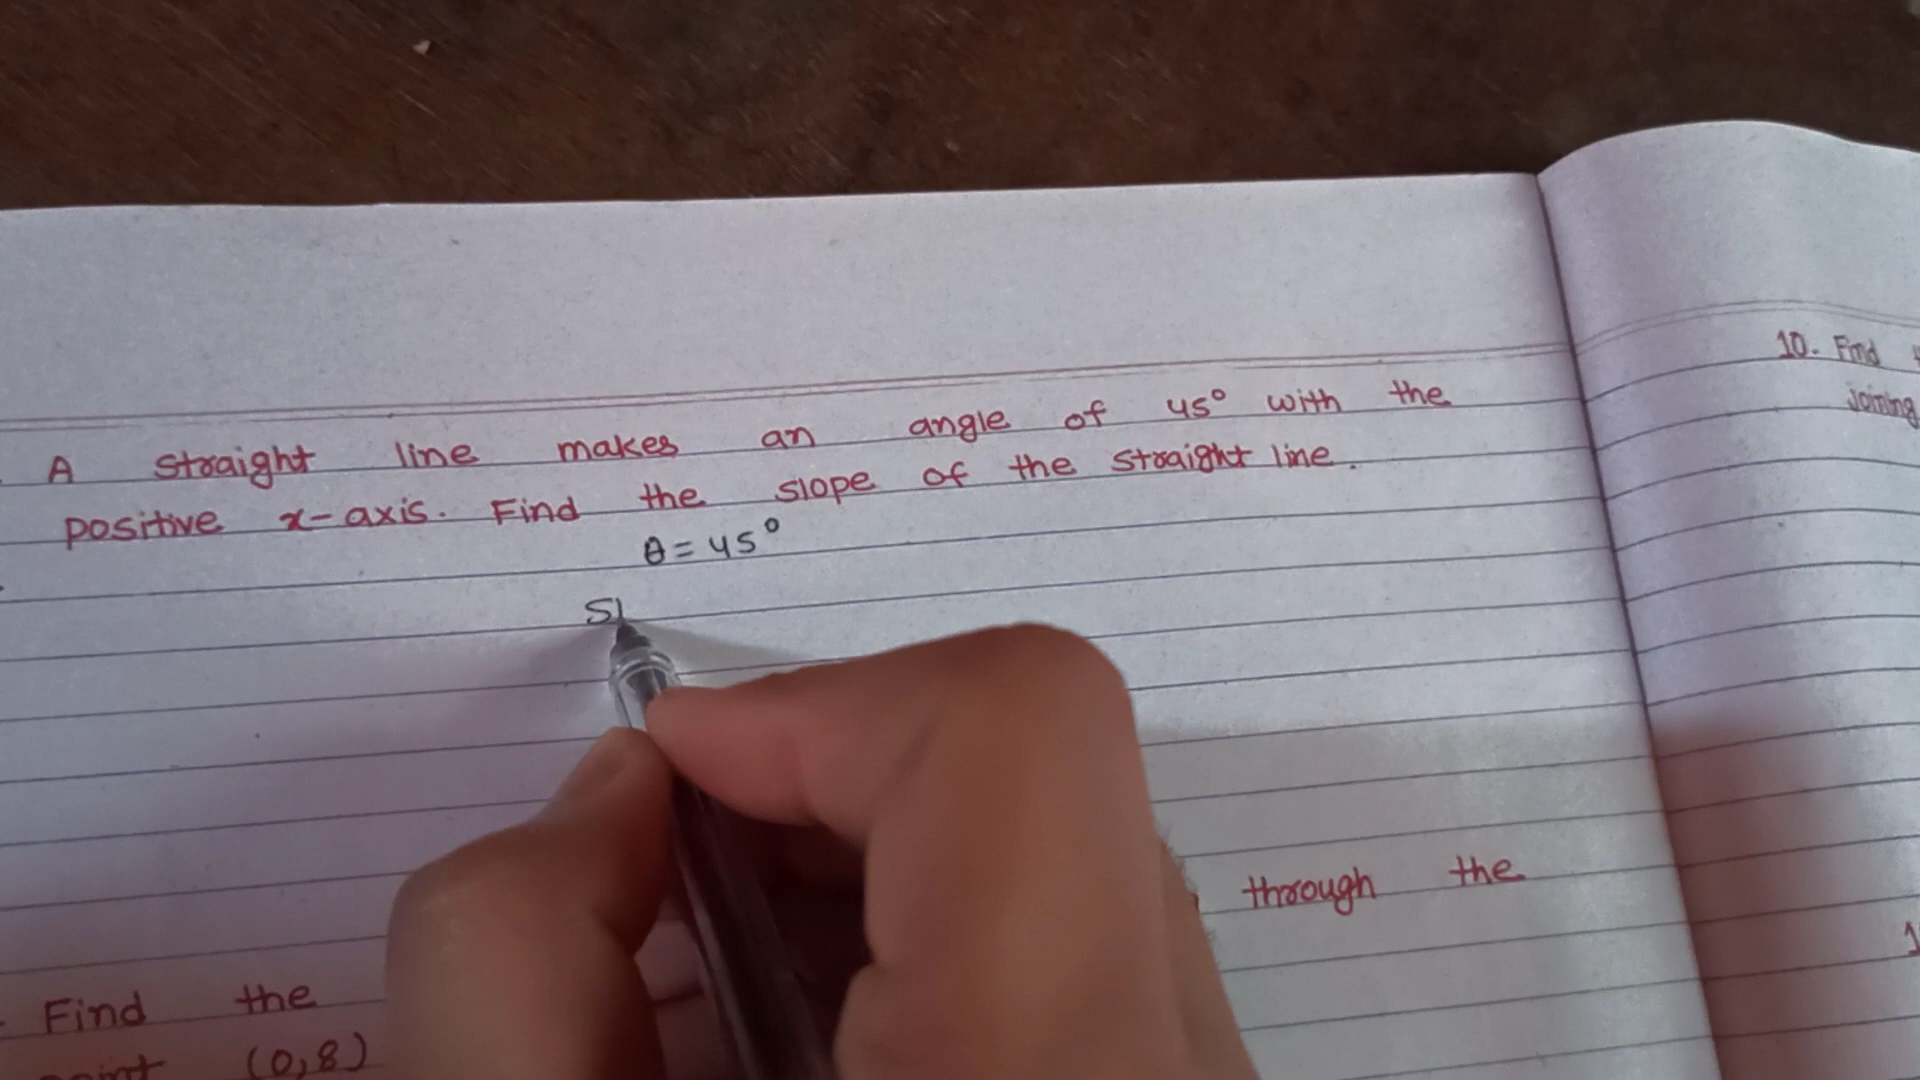 A straight line makes an angle of 45° with the
positive x-axis. Find the slope of the straight line.
θ = 45°
Sl
through the
Find the
point (0,8)
10. Find
joining